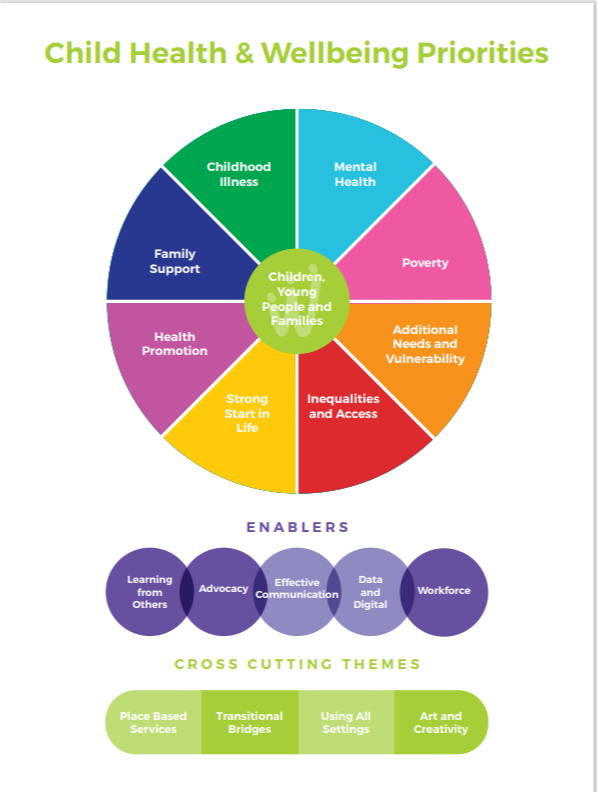 Child Health & Wellbeing Priorities
Childhood
Illness
Mental
Health
Family
Support
Poverty
Children,
Young
People and
Families
Health
Promotion
Additional
Needs and
Vulnerability
Strong
Start in
Life
Inequalities
and Access
ENABLERS
Learning
from
Others
Advocacy
Effective
Communication
Data
and
Digital
Workforce
CROSS CUTTING THEMES
Place Based
Services
Transitional
Bridges
Using All
Settings
Art and
Creativity